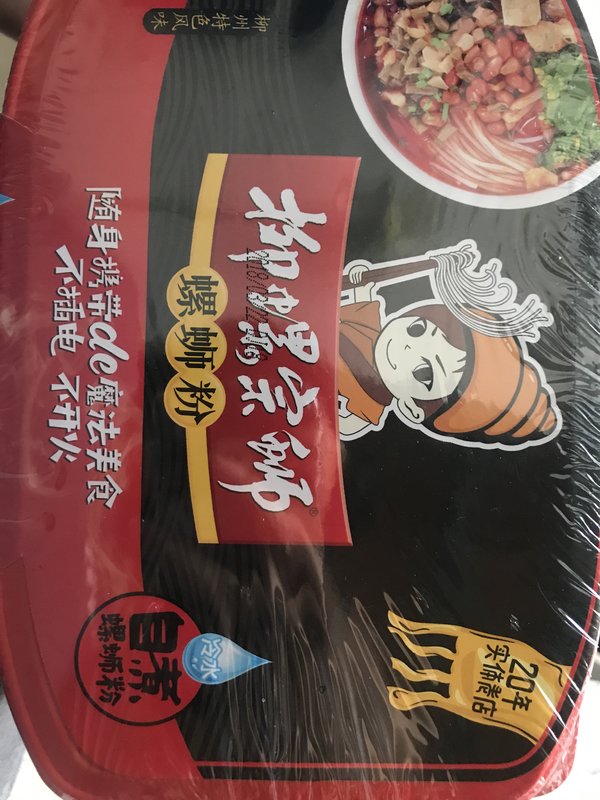 柳州特色风味
柳螺宗师®
螺蛳粉
随身携带de魔法美食
不插电 不开火
20年
实体老店
冷水
自煮
螺蛳粉